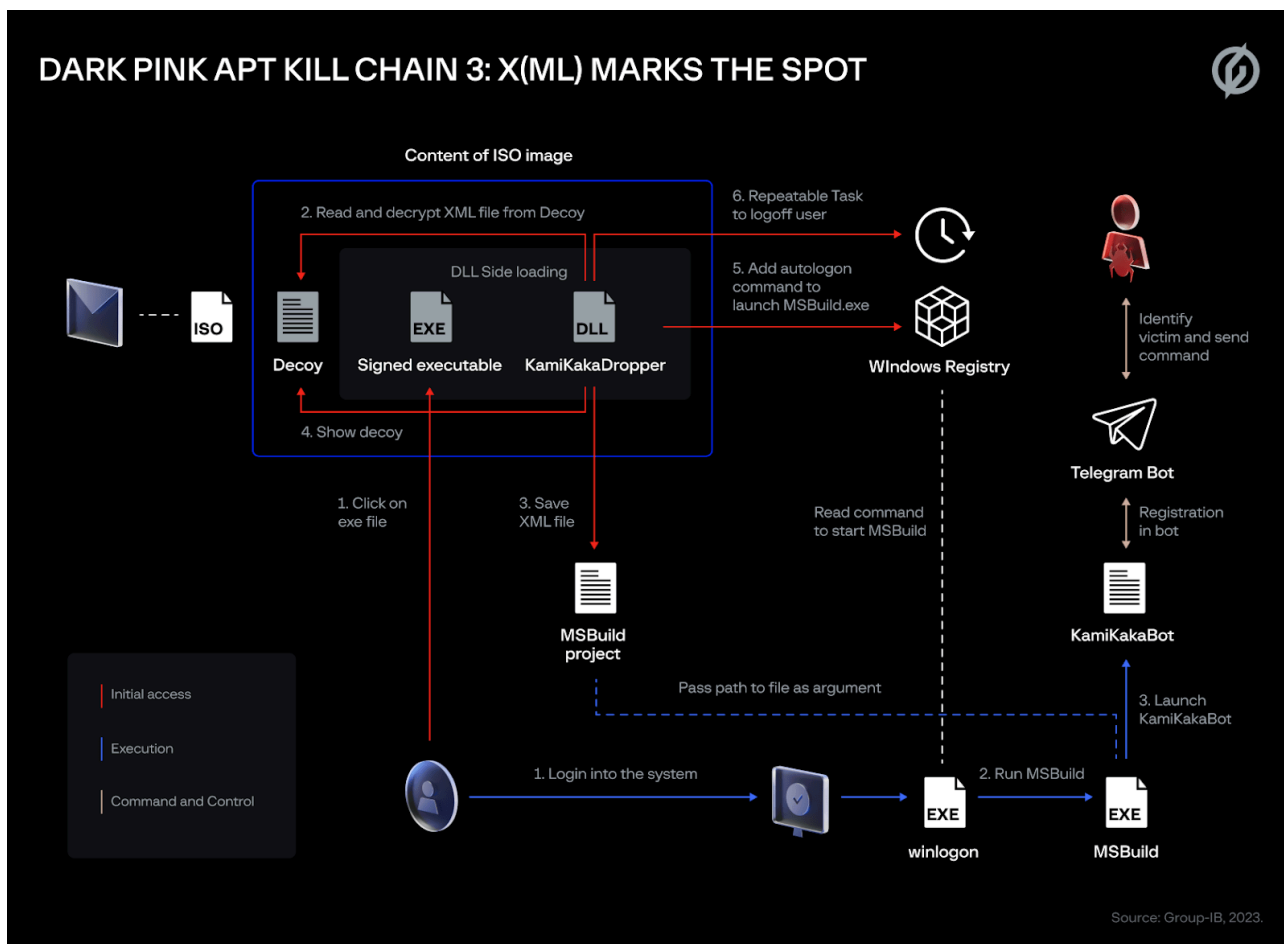 DARK PINK APT KILL CHAIN 3: X(ML) MARKS THE SPOT
Content of ISO image
2. Read and decrypt XML file from Decoy
6. Repeatable Task
to logoff user
DLL Side loading
5. Add autologon
command to
launch MSBuild.exe
ISO
EXE
DLL
Decoy
Signed executable
KamiKakaDropper
WIndows Registry
Identify
victim and send
command
4. Show decoy
Telegram Bot
1. Click on
exe file
3. Save
XML file
Read command
to start MSBuild
Registration
in bot
MSBuild
project
KamiKakaBot
Initial access
Execution
Command and Control
Pass path to file as argument
3. Launch
KamiKakaBot
1. Login into the system
2. Run MSBuild
EXE
EXE
winlogon
MSBuild
Source: Group-IB, 2023.